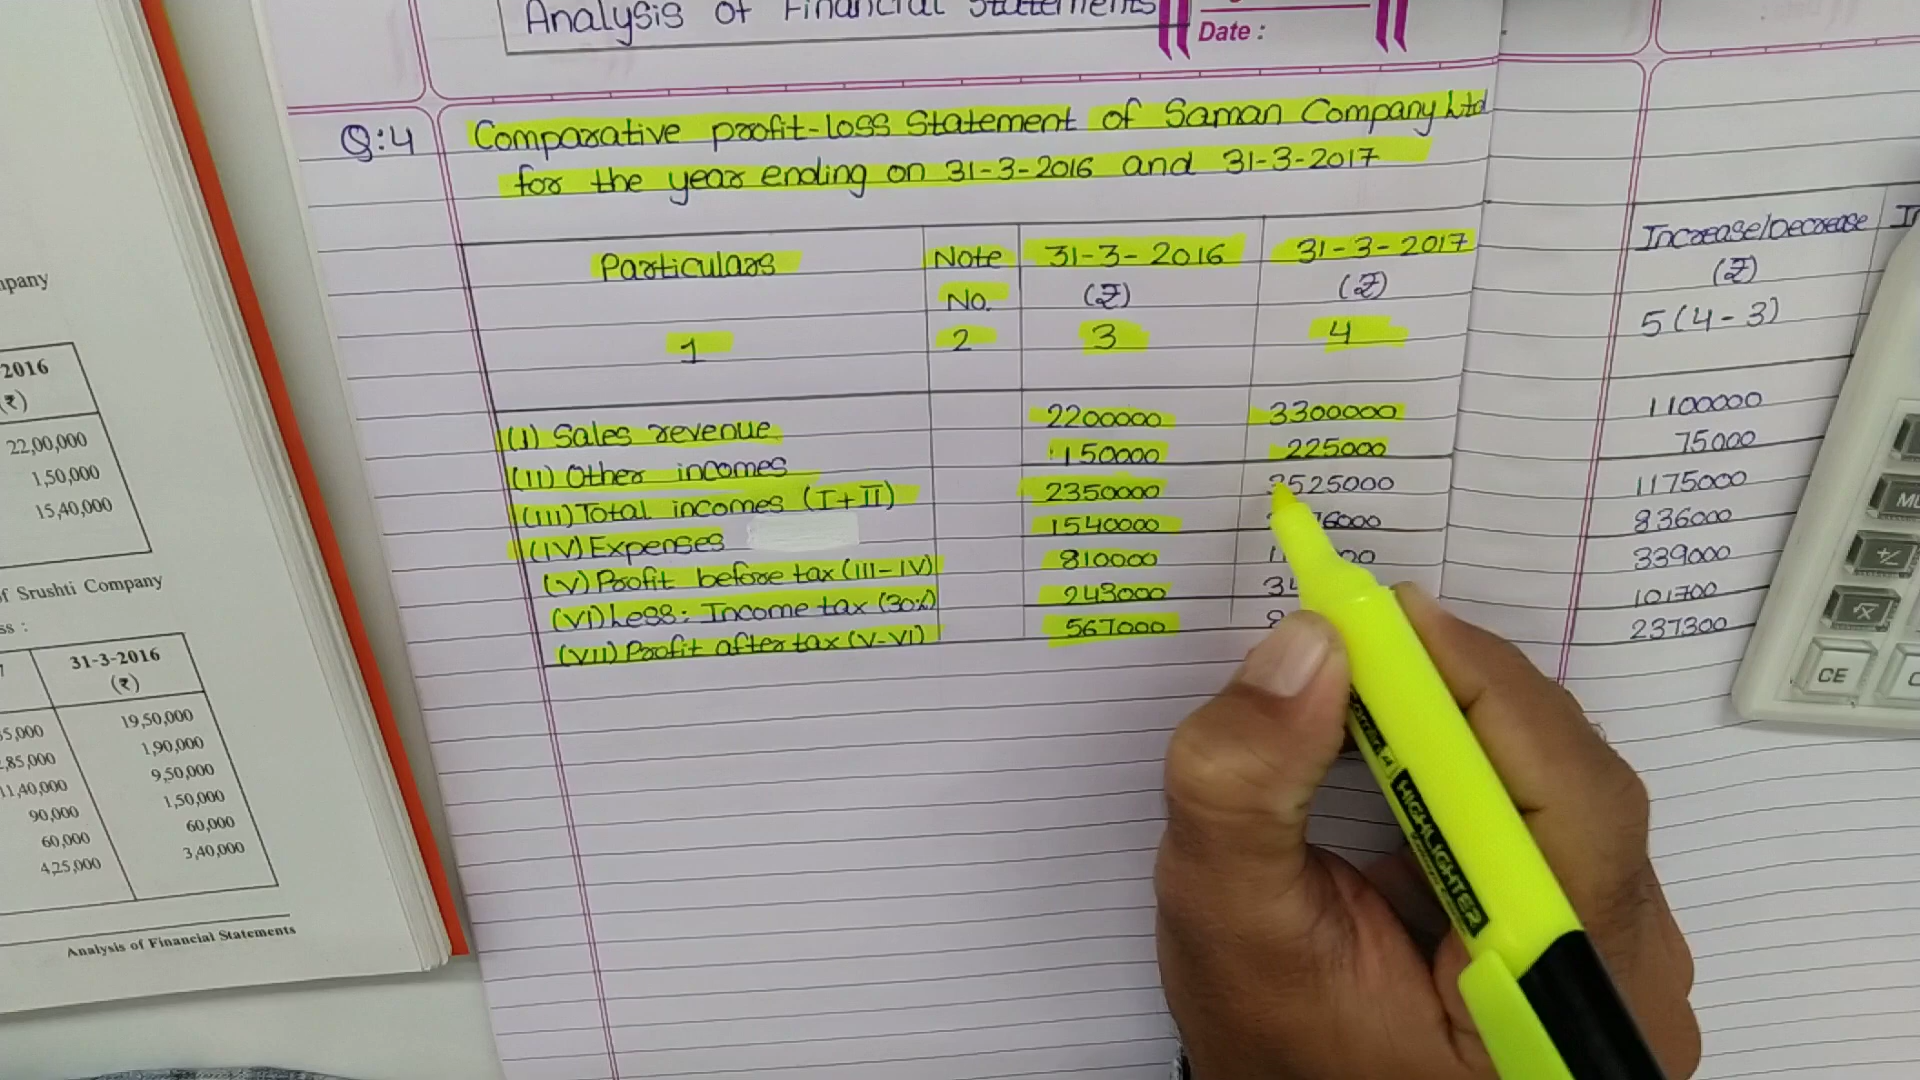 Analysis of Financial Statements
Date :
Q:4 Comparative profit-loss Statement of Saman Company Ltd
for the year ending on 31-3-2016 and 31-3-2017
Particulars Note No. 31-3-2016 (₹) 31-3-2017 (₹) Increase/Decrease (₹)
1 2 3 4 5(4-3)
(I) Sales revenue 2200000 3300000 1100000
(II) Other incomes 150000 225000 75000
(III) Total incomes (I+II) 2350000 3525000 1175000
(IV) Expenses 1540000 836000
(V) Profit before tax (III-IV) 810000 339000
(VI) Less: Income tax (30%) 243000 101700
(VII) Profit after tax (V-VI) 567000 237300
2016
(₹)
22,00,000
1,50,000
15,40,000
Srushti Company
31-3-2016
(₹)
19,50,000
1,90,000
11,40,000 9,50,000
90,000 1,50,000
60,000 60,000
4,25,000 3,40,000
Analysis of Financial Statements
HIGHLIGHTER
CE